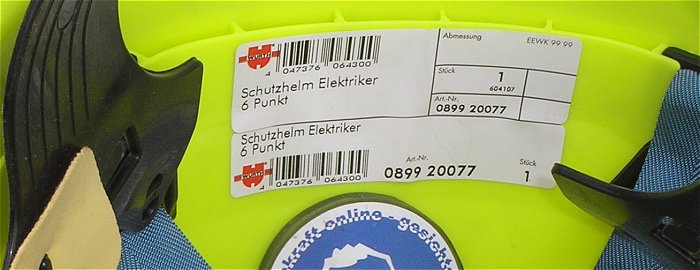 WÜRTH
4 047376 064300
Schutzhelm Elektriker
6 Punkt
Abmessung
EEWK 99 99
Stück
1
604107
Art.-Nr.
0899 20077
Schutzhelm Elektriker
6 Punkt
WÜRTH
4 047376 064300
Art.-Nr.
0899 20077
Stück
1
kraft online - gesicht